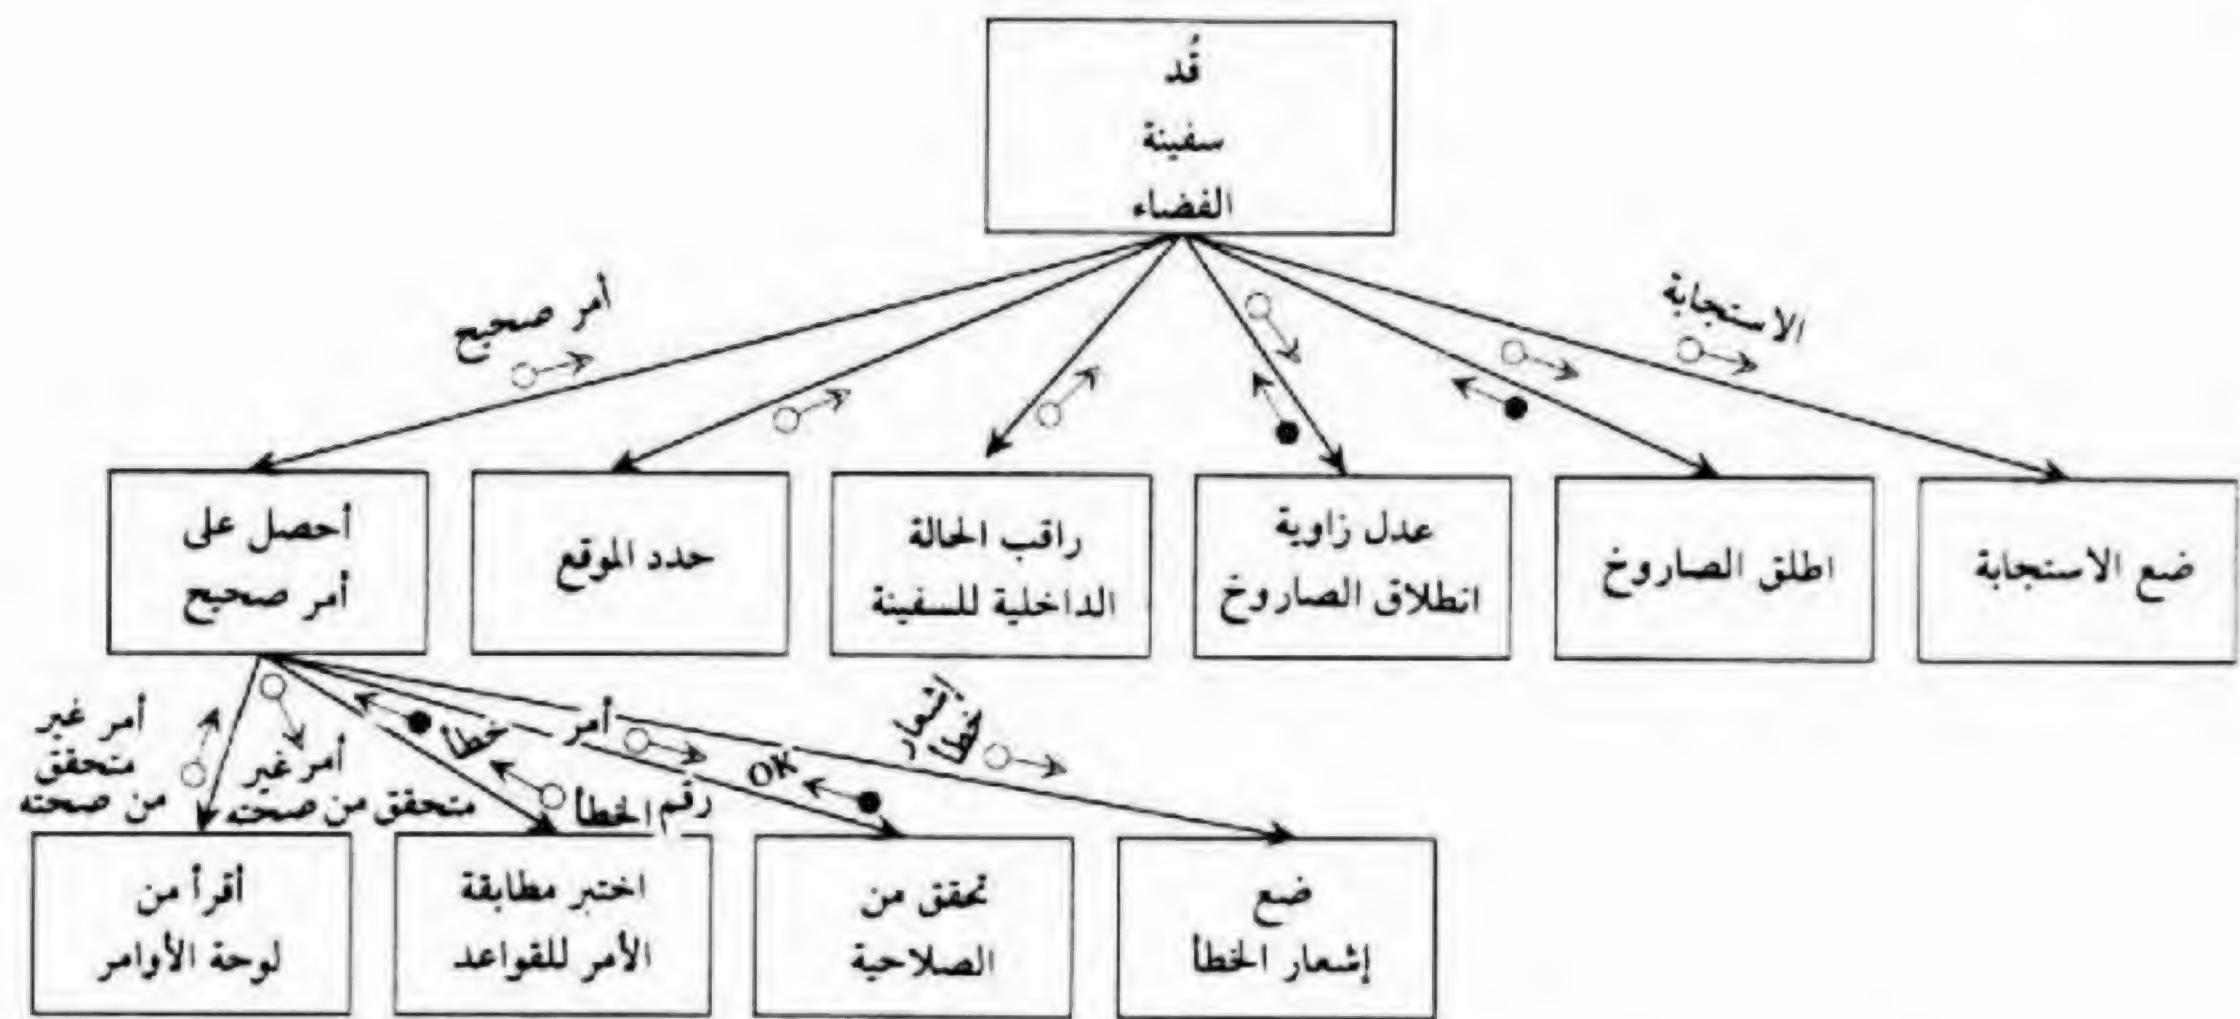 قُد
سفينة
الفضاء
أمر صحيح
الاستجابة
أحصل على
أمر صحيح
حدد الموقع
راقب الحالة
الداخلية للسفينة
عدل زاوية
انطلاق الصاروخ
اطلق الصاروخ
ضع الاستجابة
أمر غير
متحقق
من صحته
أمر غير
متحقق من صحته
خطأ
رقم الخطأ
أمر
OK
إشعار
خطأ
أقرأ من
لوحة الأوامر
اختبر مطابقة
الأمر للقواعد
تحقق من
الصلاحية
ضع
إشعار الخطأ